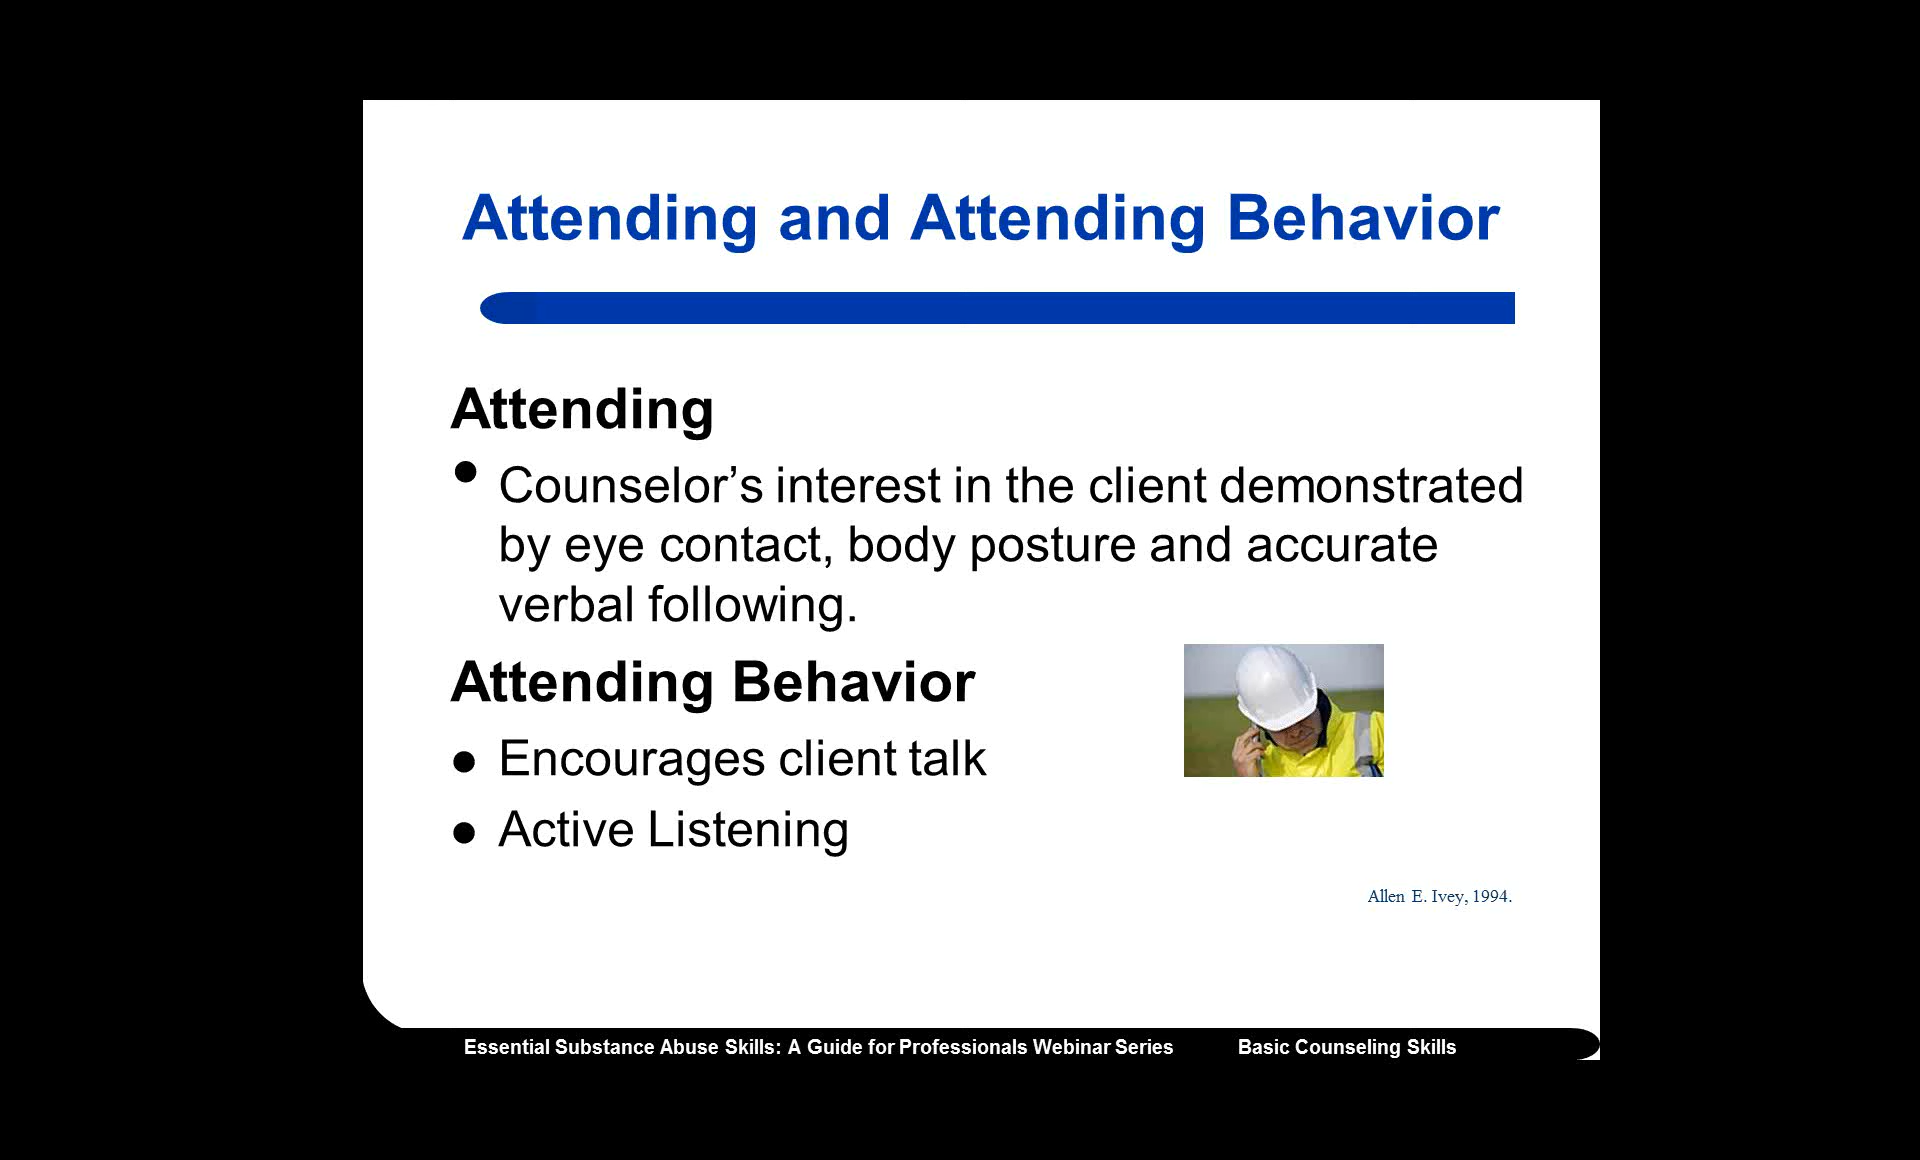 Attending and Attending Behavior
Attending
• Counselor’s interest in the client demonstrated
by eye contact, body posture and accurate
verbal following.
Attending Behavior
● Encourages client talk
● Active Listening
Allen E. Ivey, 1994.
Essential Substance Abuse Skills: A Guide for Professionals Webinar Series Basic Counseling Skills